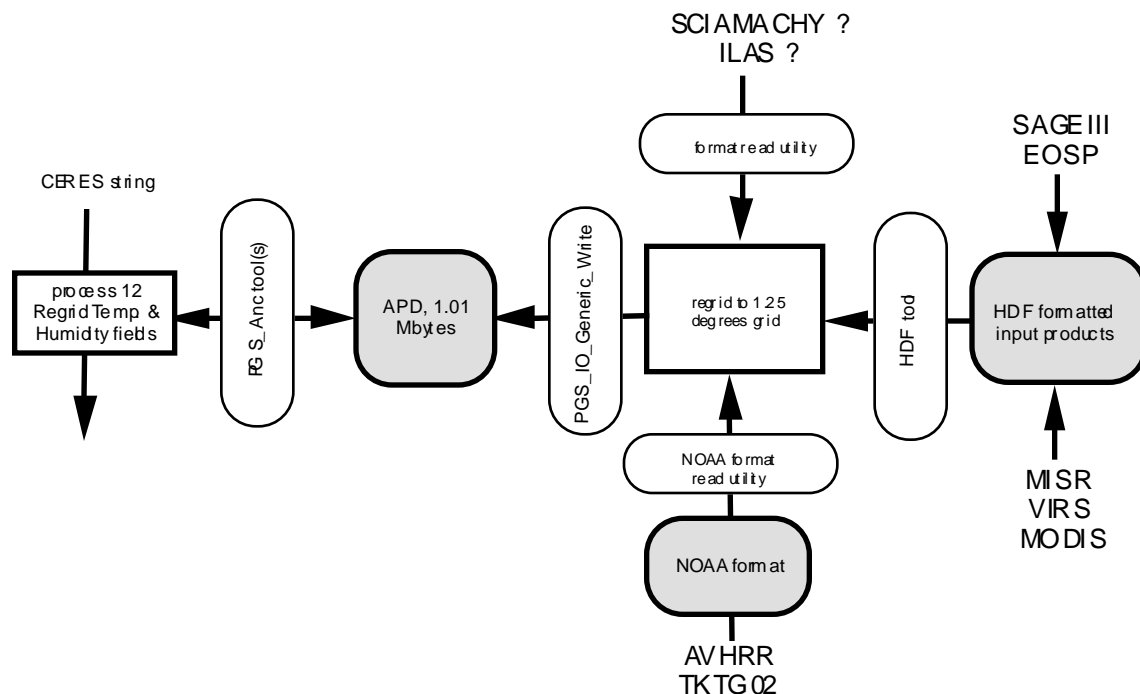 SCIAMACHY ?
ILAS ?
format read utility
SAGE III
EOSP
CERES string
process 12
Regrid Temp &
Humidity fields
PGS_Anc tool(s)
APD, 1.01
Mbytes
PGS_IO_Generic_Write
regrid to 1.25
degrees grid
HDF tool
HDF formatted
input products
NOAA format
read utility
NOAA format
AVHRR
TKTG02
MISR
VIRS
MODIS